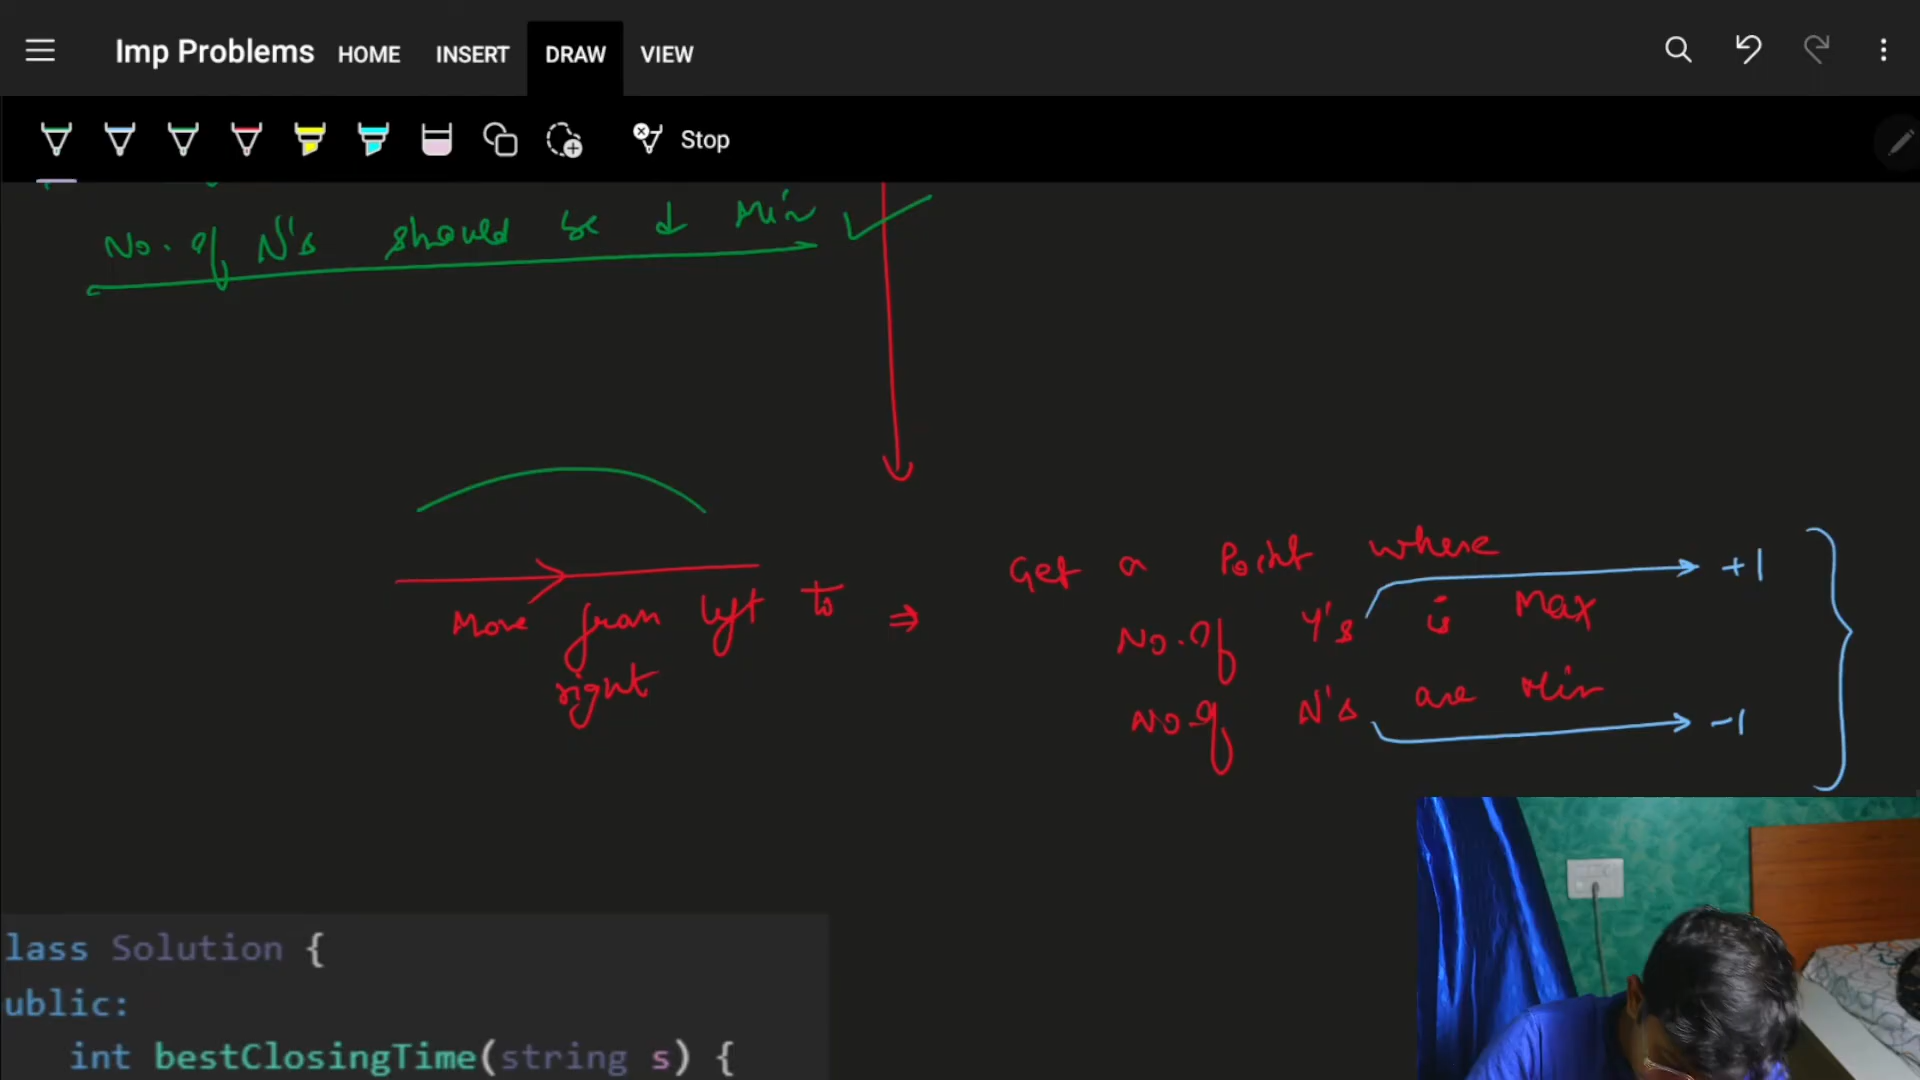 Imp Problems HOME INSERT DRAW VIEW
Stop
No. of N's should be ↓ Min ✓
Move from left to ⇒
right
Get a Point where
No. of Y's is Max → +1
No. of N's are Min → -1
lass Solution {
ublic:
int bestClosingTime(string s) {